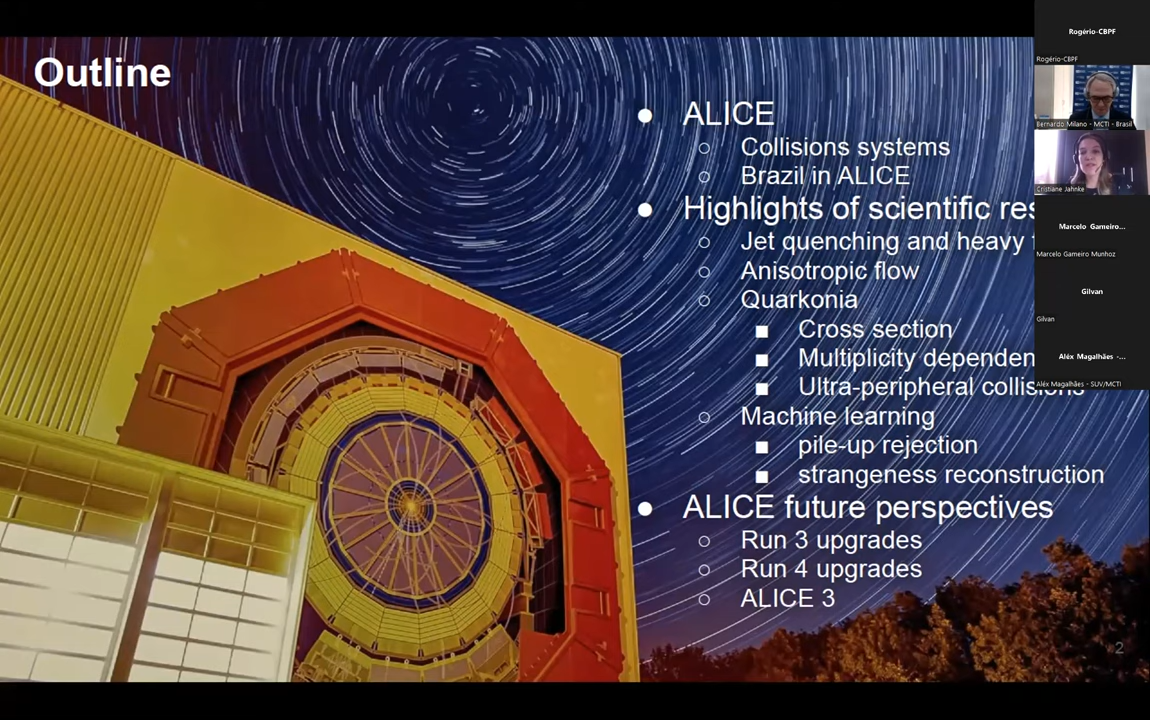 Outline
● ALICE
○ Collisions systems
○ Brazil in ALICE
● Highlights of scientific res
○ Jet quenching and heavy
○ Anisotropic flow
○ Quarkonia
■ Cross section
■ Multiplicity dependen
■ Ultra-peripheral collisions
○ Machine learning
■ pile-up rejection
■ strangeness reconstruction
● ALICE future perspectives
○ Run 3 upgrades
○ Run 4 upgrades
○ ALICE 3
2
Rogério-CBPF
Rogério-CBPF
Bernardo Milano - MCTI - Brasil
Cristiane Jahnke
Marcelo Gameiro...
Marcelo Gameiro Munhoz
Gilvan
Gilvan
Aléx Magalhães -...
Aléx Magalhães - SUV/MCTI